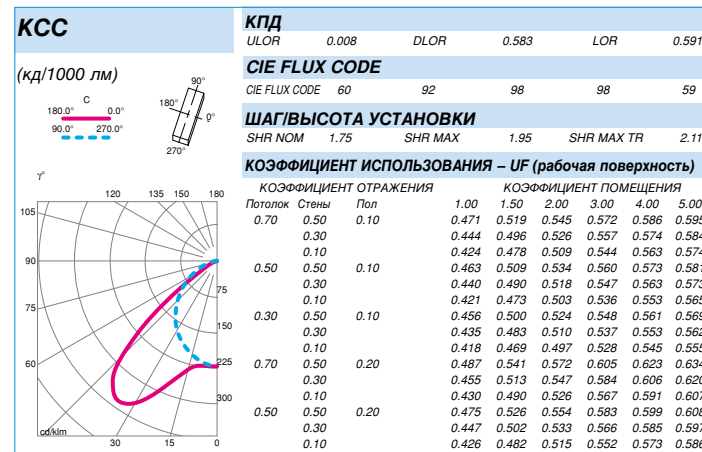 КСС
(кд/1000 лм)
C
180.0° 0.0°
90.0° 270.0°
90°
180° 0°
270°
γ°
120 135 150 180
105
90
75
60
75
150
225
300
cd/klm
30 15 0
КПД
ULOR 0.008 DLOR 0.583 LOR 0.591
CIE FLUX CODE
CIE FLUX CODE 60 92 98 98 59
ШАГ/ВЫСОТА УСТАНОВКИ
SHR NOM 1.75 SHR MAX 1.95 SHR MAX TR 2.11
КОЭФФИЦИЕНТ ИСПОЛЬЗОВАНИЯ – UF (рабочая поверхность)
КОЭФФИЦИЕНТ ОТРАЖЕНИЯ КОЭФФИЦИЕНТ ПОМЕЩЕНИЯ
Потолок Стены Пол 1.00 1.50 2.00 3.00 4.00 5.00
0.70 0.50 0.10 0.471 0.519 0.545 0.572 0.586 0.595
0.30 0.444 0.496 0.526 0.557 0.574 0.584
0.10 0.424 0.478 0.509 0.544 0.563 0.574
0.50 0.50 0.10 0.463 0.509 0.534 0.560 0.573 0.581
0.30 0.440 0.490 0.518 0.547 0.563 0.573
0.10 0.421 0.473 0.503 0.536 0.553 0.565
0.30 0.50 0.10 0.456 0.500 0.524 0.548 0.561 0.569
0.30 0.435 0.483 0.510 0.537 0.553 0.562
0.10 0.418 0.469 0.497 0.528 0.545 0.555
0.70 0.50 0.20 0.487 0.541 0.572 0.605 0.623 0.634
0.30 0.455 0.513 0.547 0.584 0.606 0.620
0.10 0.430 0.490 0.526 0.567 0.591 0.607
0.50 0.50 0.20 0.475 0.526 0.554 0.583 0.599 0.608
0.30 0.447 0.502 0.533 0.566 0.585 0.597
0.10 0.426 0.482 0.515 0.552 0.573 0.586